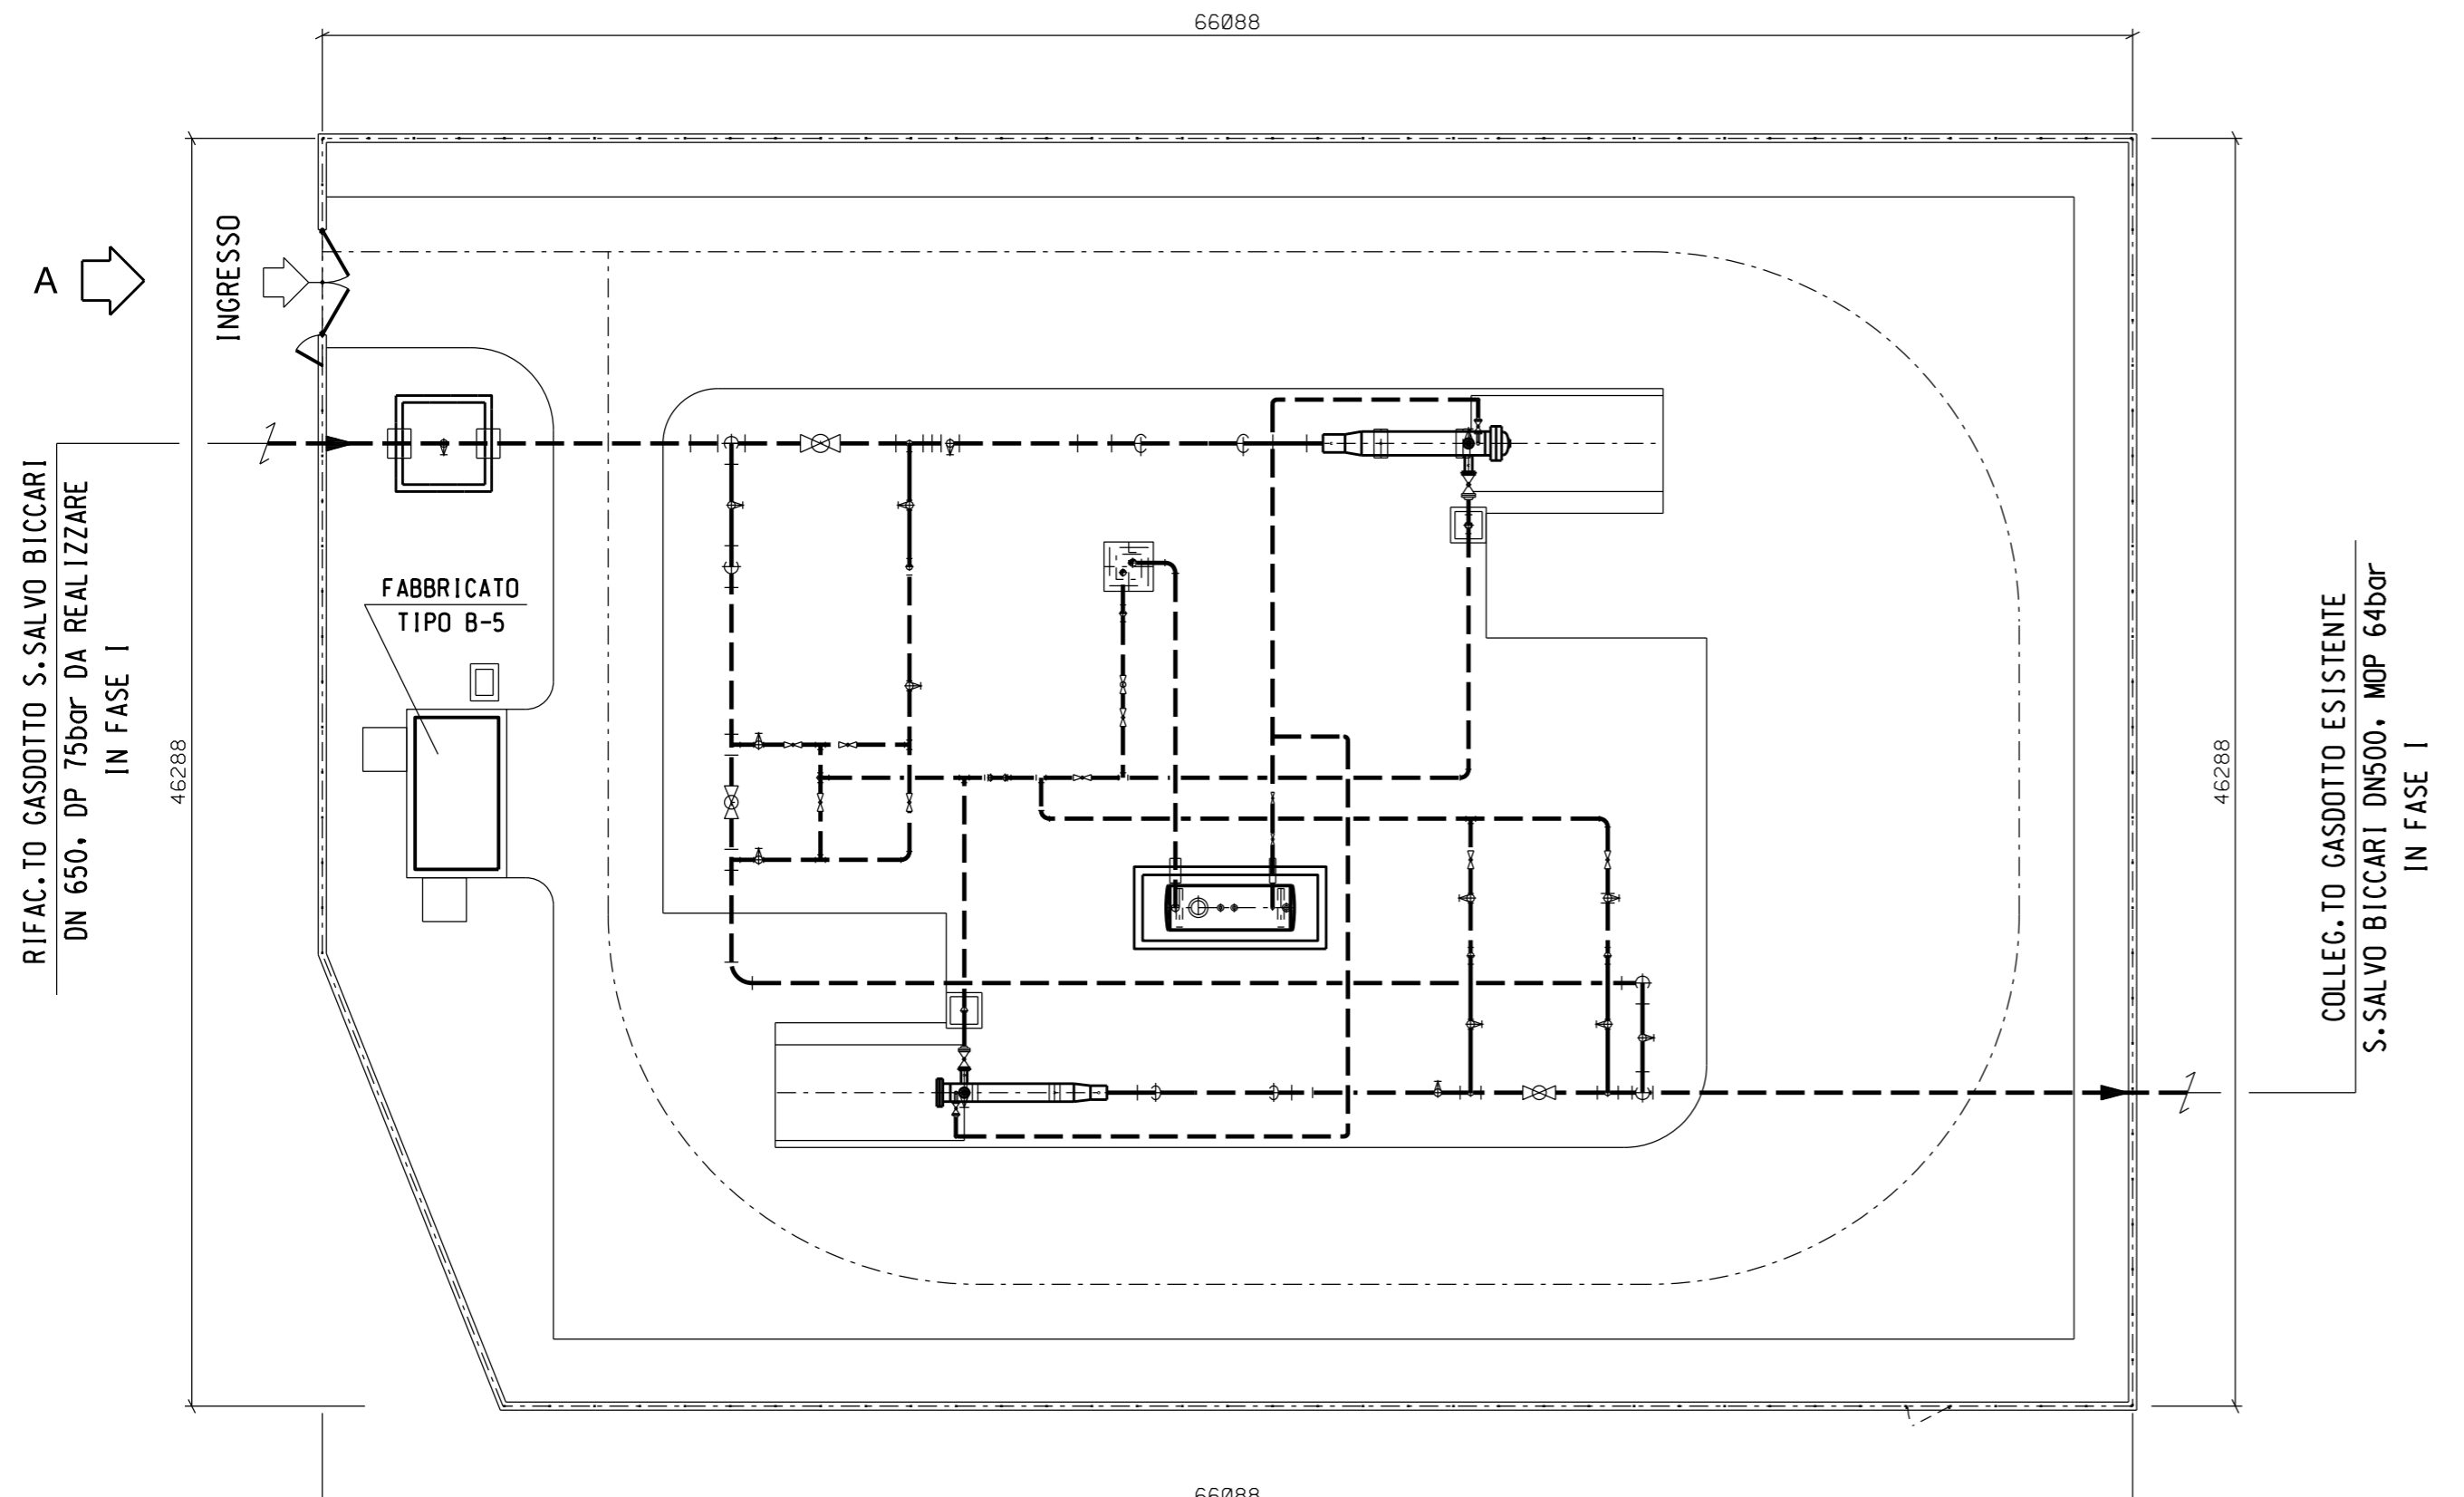 66088
A
INGRESSO
RIFAC.TO GASDOTTO S.SALVO BICCARI
DN 650, DP 75bar DA REALIZZARE
IN FASE I
46288
FABBRICATO
TIPO B-5
46288
COLLEG.TO GASDOTTO ESISTENTE
S.SALVO BICCARI DN500, MOP 64bar
IN FASE I
66088